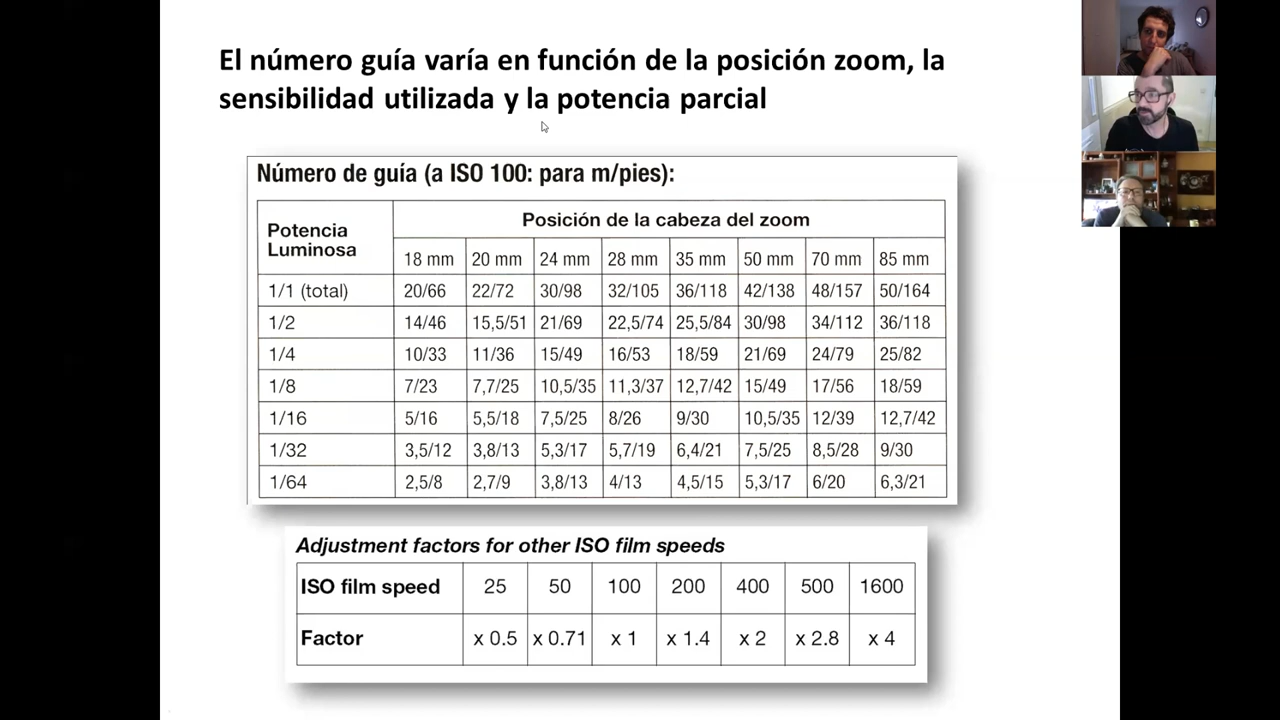 El número guía varía en función de la posición zoom, la
sensibilidad utilizada y la potencia parcial
Número de guía (a ISO 100: para m/pies):
Potencia Luminosa Posición de la cabeza del zoom
18 mm 20 mm 24 mm 28 mm 35 mm 50 mm 70 mm 85 mm
1/1 (total) 20/66 22/72 30/98 32/105 36/118 42/138 48/157 50/164
1/2 14/46 15,5/51 21/69 22,5/74 25,5/84 30/98 34/112 36/118
1/4 10/33 11/36 15/49 16/53 18/59 21/69 24/79 25/82
1/8 7/23 7,7/25 10,5/35 11,3/37 12,7/42 15/49 17/56 18/59
1/16 5/16 5,5/18 7,5/25 8/26 9/30 10,5/35 12/39 12,7/42
1/32 3,5/12 3,8/13 5,3/17 5,7/19 6,4/21 7,5/25 8,5/28 9/30
1/64 2,5/8 2,7/9 3,8/13 4/13 4,5/15 5,3/17 6/20 6,3/21
Adjustment factors for other ISO film speeds
ISO film speed 25 50 100 200 400 500 1600
Factor x 0.5 x 0.71 x 1 x 1.4 x 2 x 2.8 x 4